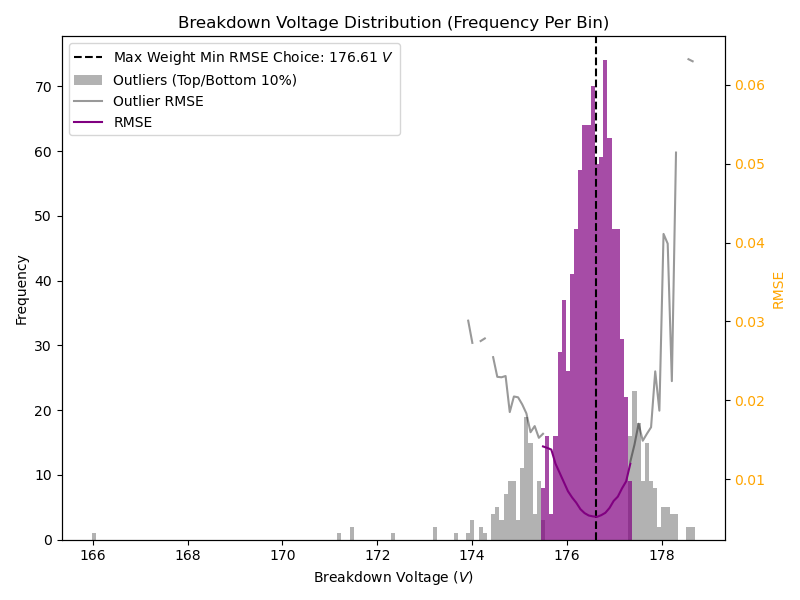 Breakdown Voltage Distribution (Frequency Per Bin)
Max Weight Min RMSE Choice: 176.61 V
Outliers (Top/Bottom 10%)
Outlier RMSE
RMSE
Frequency
70
60
50
40
30
20
10
0
0.06
0.05
0.04
0.03
0.02
0.01
RMSE
166
168
170
172
174
176
178
Breakdown Voltage (V)